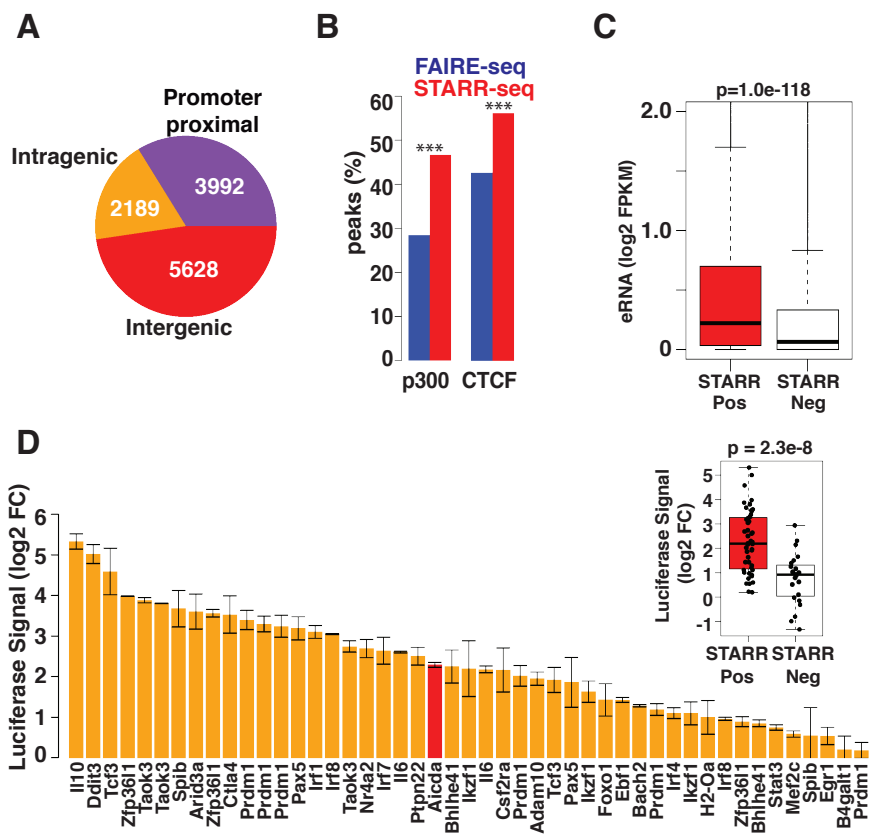 A
Promoter
proximal
Intragenic
3992
2189
5628
Intergenic
B
FAIRE-seq
STARR-seq
peaks (%)
60
50
40
30
20
10
0
***
***
p300
CTCF
C
p=1.0e-118
eRNA (log2 FPKM)
2.0
1.0
0
STARR
Pos
STARR
Neg
D
Luciferase Signal (log2 FC)
6
5
4
3
2
1
0
Il10
Ddit3
Tcf3
Zfp36l1
Taok3
Taok3
Spib
Arid3a
Zfp36l1
Ctla4
Prdm1
Prdm1
Prdm1
Pax5
Irf1
Irf8
Taok3
Nr4a2
Irf7
Il6
Ptpn22
Aicda
Bhlhe41
Ikzf1
Il6
Csf2ra
Prdm1
Adam10
Tcf3
Pax5
Ikzf1
Foxo1
Ebf1
Bach2
Prdm1
Irf4
Ikzf1
H2-Oa
Irf8
Zfp36l1
Bhlhe41
Stat3
Mef2c
Spib
Egr1
B4galt1
Prdm1
p = 2.3e-8
Luciferase Signal
(log2 FC)
5
4
3
2
1
0
-1
STARR
Pos
STARR
Neg